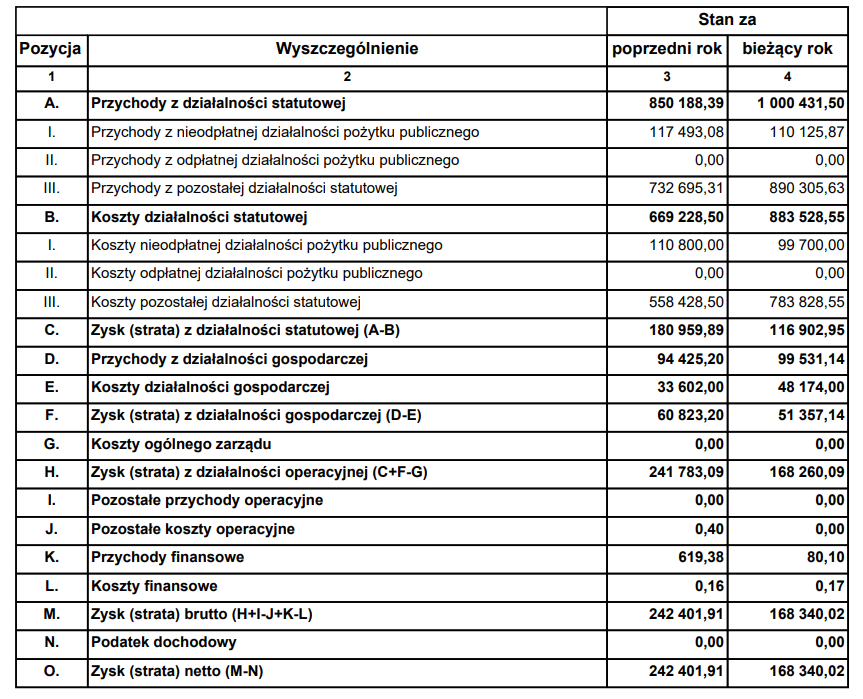 Stan za
Pozycja Wyszczególnienie poprzedni rok bieżący rok
1 2 3 4
A. Przychody z działalności statutowej 850 188,39 1 000 431,50
I. Przychody z nieodpłatnej działalności pożytku publicznego 117 493,08 110 125,87
II. Przychody z odpłatnej działalności pożytku publicznego 0,00 0,00
III. Przychody z pozostałej działalności statutowej 732 695,31 890 305,63
B. Koszty działalności statutowej 669 228,50 883 528,55
I. Koszty nieodpłatnej działalności pożytku publicznego 110 800,00 99 700,00
II. Koszty odpłatnej działalności pożytku publicznego 0,00 0,00
III. Koszty pozostałej działalności statutowej 558 428,50 783 828,55
C. Zysk (strata) z działalności statutowej (A-B) 180 959,89 116 902,95
D. Przychody z działalności gospodarczej 94 425,20 99 531,14
E. Koszty działalności gospodarczej 33 602,00 48 174,00
F. Zysk (strata) z działalności gospodarczej (D-E) 60 823,20 51 357,14
G. Koszty ogólnego zarządu 0,00 0,00
H. Zysk (strata) z działalności operacyjnej (C+F-G) 241 783,09 168 260,09
I. Pozostałe przychody operacyjne 0,00 0,00
J. Pozostałe koszty operacyjne 0,40 0,00
K. Przychody finansowe 619,38 80,10
L. Koszty finansowe 0,16 0,17
M. Zysk (strata) brutto (H+I-J+K-L) 242 401,91 168 340,02
N. Podatek dochodowy 0,00 0,00
O. Zysk (strata) netto (M-N) 242 401,91 168 340,02